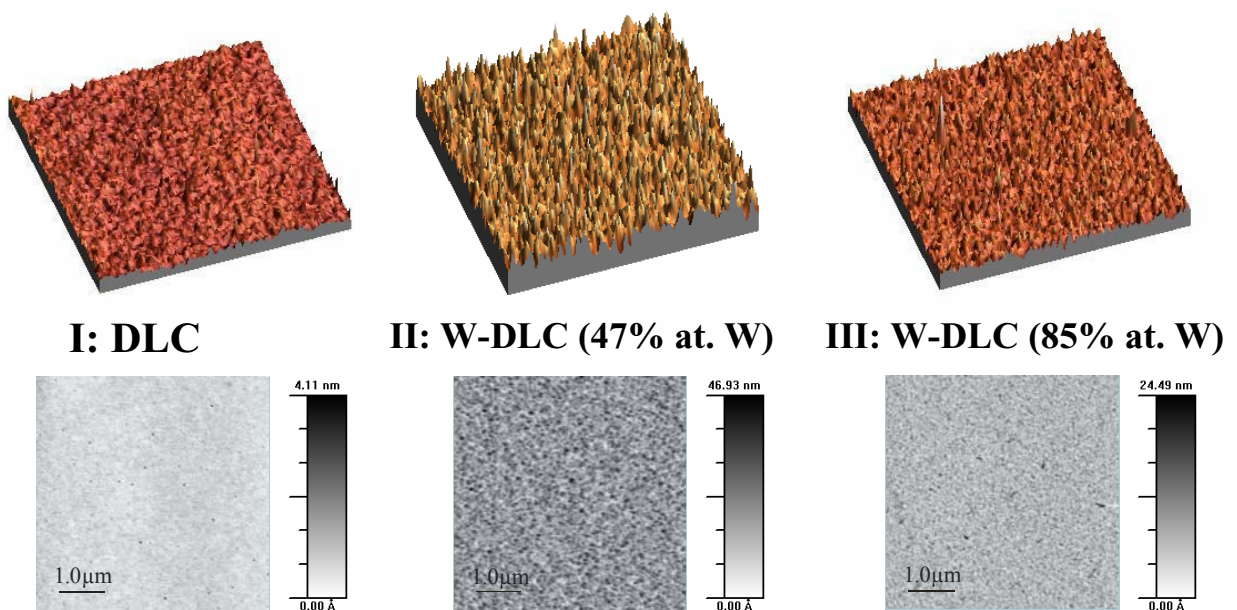 I: DLC
II: W-DLC (47% at. W)
III: W-DLC (85% at. W)
4.11 nm
46.93 nm
24.49 nm
1.0µm
1.0µm
1.0µm
0.00 Å
0.00 Å
0.00 Å